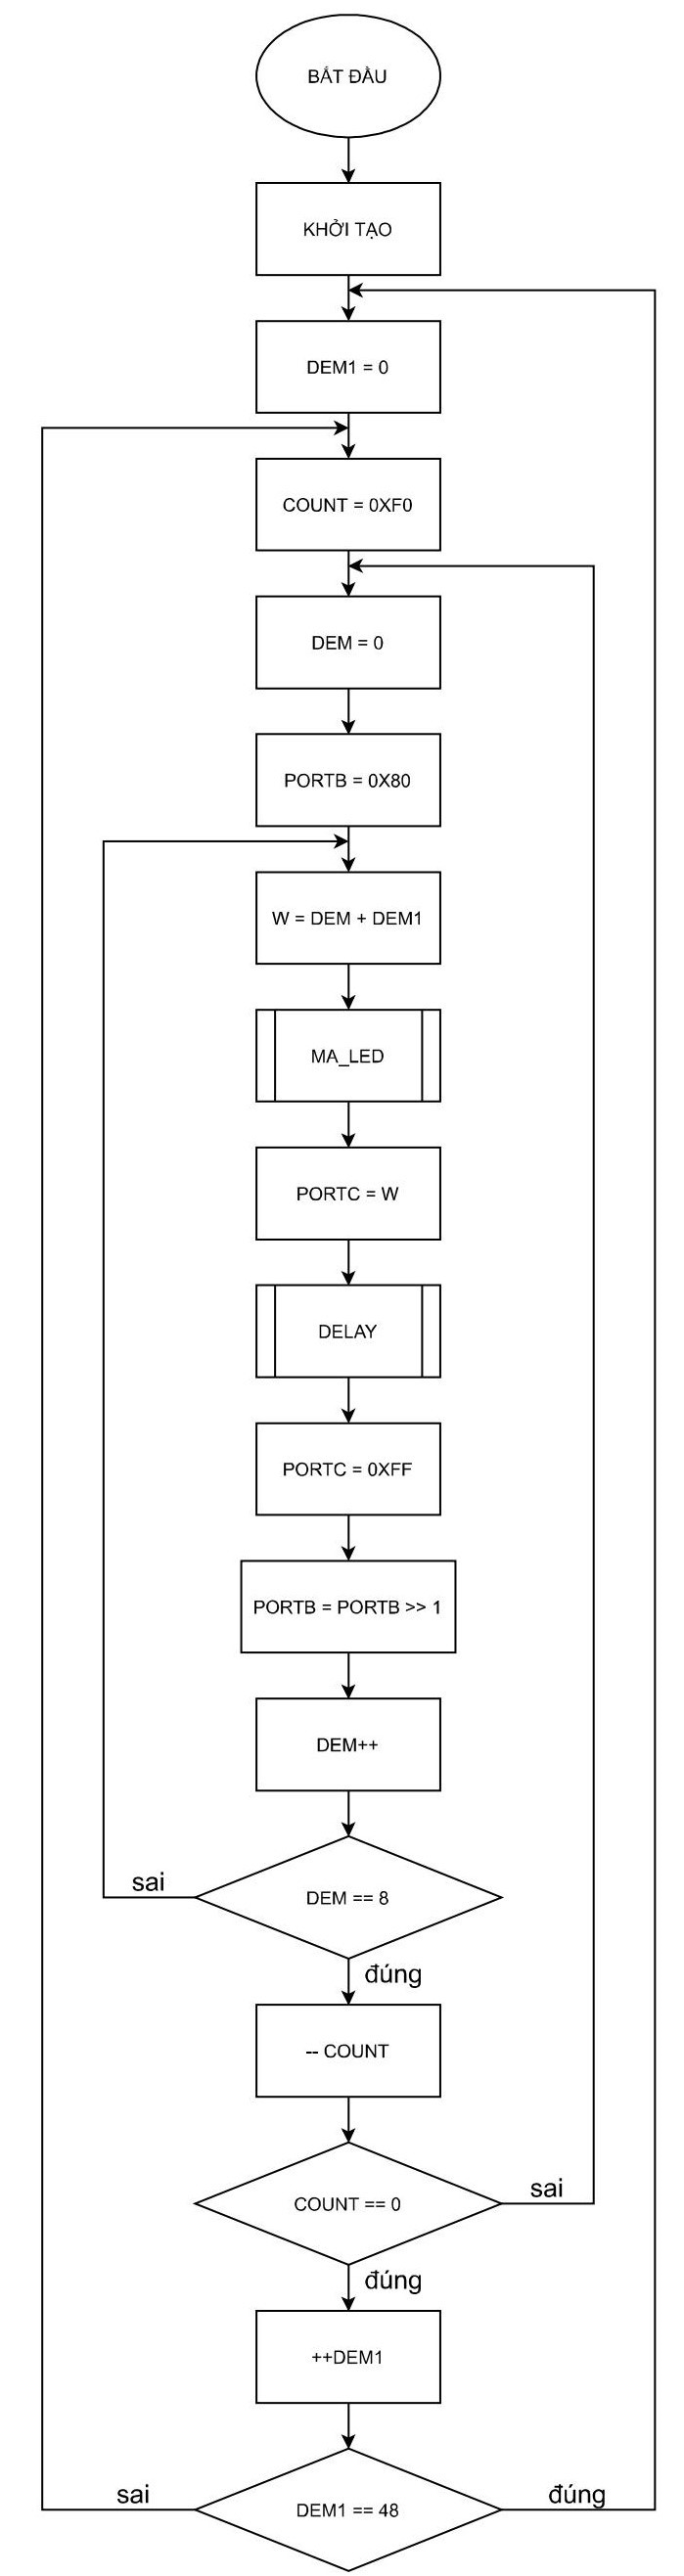 BẮT ĐẦU
KHỞI TẠO
DEM1 = 0
COUNT = 0XF0
DEM = 0
PORTB = 0X80
W = DEM + DEM1
MA_LED
PORTC = W
DELAY
PORTC = 0XFF
PORTB = PORTB >> 1
DEM++
sai
DEM == 8
đúng
-- COUNT
COUNT == 0
sai
đúng
++DEM1
sai
DEM1 == 48
đúng